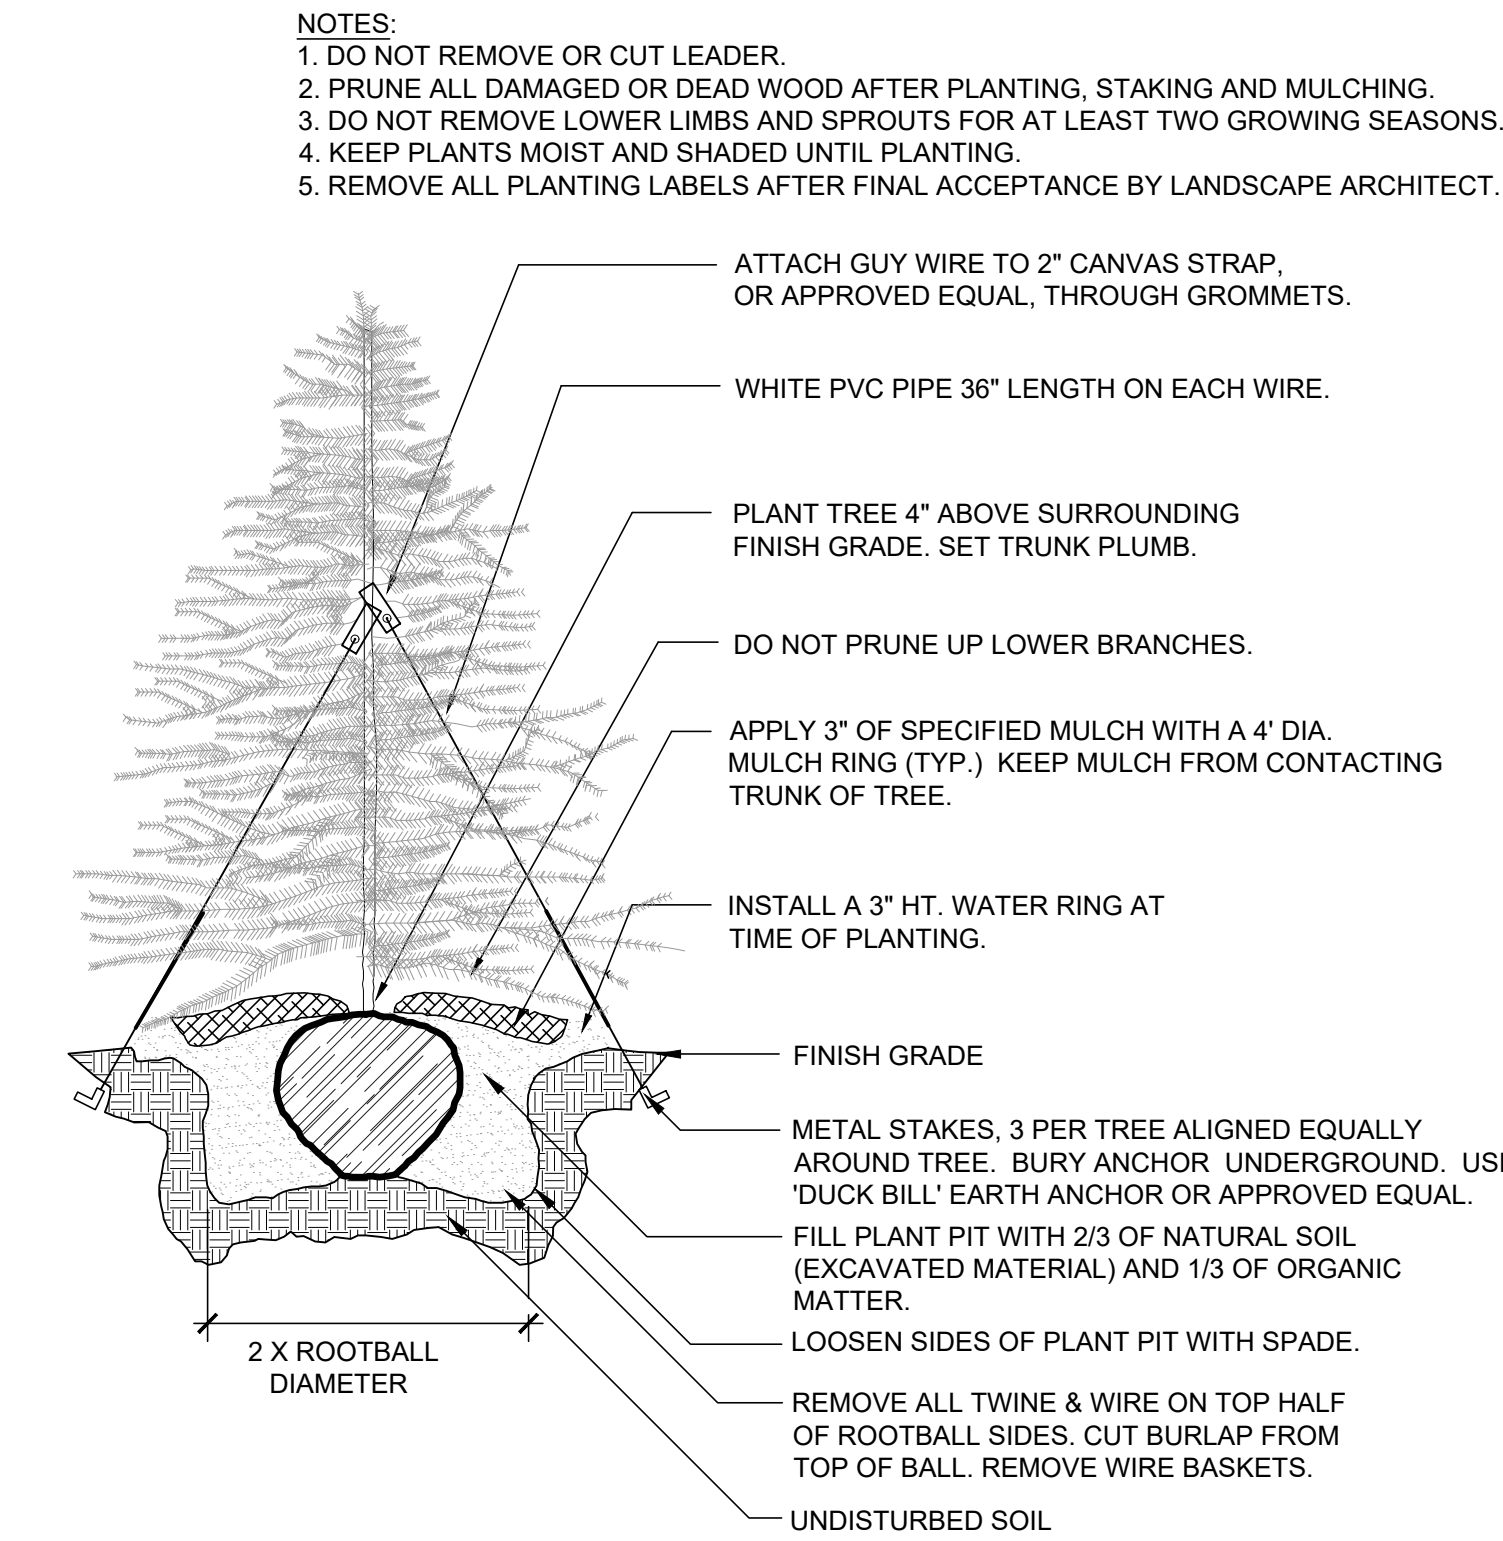 NOTES:
1. DO NOT REMOVE OR CUT LEADER.
2. PRUNE ALL DAMAGED OR DEAD WOOD AFTER PLANTING, STAKING AND MULCHING.
3. DO NOT REMOVE LOWER LIMBS AND SPROUTS FOR AT LEAST TWO GROWING SEASONS.
4. KEEP PLANTS MOIST AND SHADED UNTIL PLANTING.
5. REMOVE ALL PLANTING LABELS AFTER FINAL ACCEPTANCE BY LANDSCAPE ARCHITECT.
ATTACH GUY WIRE TO 2" CANVAS STRAP,
OR APPROVED EQUAL, THROUGH GROMMETS.
WHITE PVC PIPE 36" LENGTH ON EACH WIRE.
PLANT TREE 4" ABOVE SURROUNDING
FINISH GRADE. SET TRUNK PLUMB.
DO NOT PRUNE UP LOWER BRANCHES.
APPLY 3" OF SPECIFIED MULCH WITH A 4' DIA.
MULCH RING (TYP.) KEEP MULCH FROM CONTACTING
TRUNK OF TREE.
INSTALL A 3" HT. WATER RING AT
TIME OF PLANTING.
FINISH GRADE
METAL STAKES, 3 PER TREE ALIGNED EQUALLY
AROUND TREE. BURY ANCHOR UNDERGROUND.
'DUCK BILL' EARTH ANCHOR OR APPROVED EQUAL.
FILL PLANT PIT WITH 2/3 OF NATURAL SOIL
(EXCAVATED MATERIAL) AND 1/3 OF ORGANIC
MATTER.
LOOSEN SIDES OF PLANT PIT WITH SPADE.
2 X ROOTBALL
DIAMETER
REMOVE ALL TWINE & WIRE ON TOP HALF
OF ROOTBALL SIDES. CUT BURLAP FROM
TOP OF BALL. REMOVE WIRE BASKETS.
UNDISTURBED SOIL